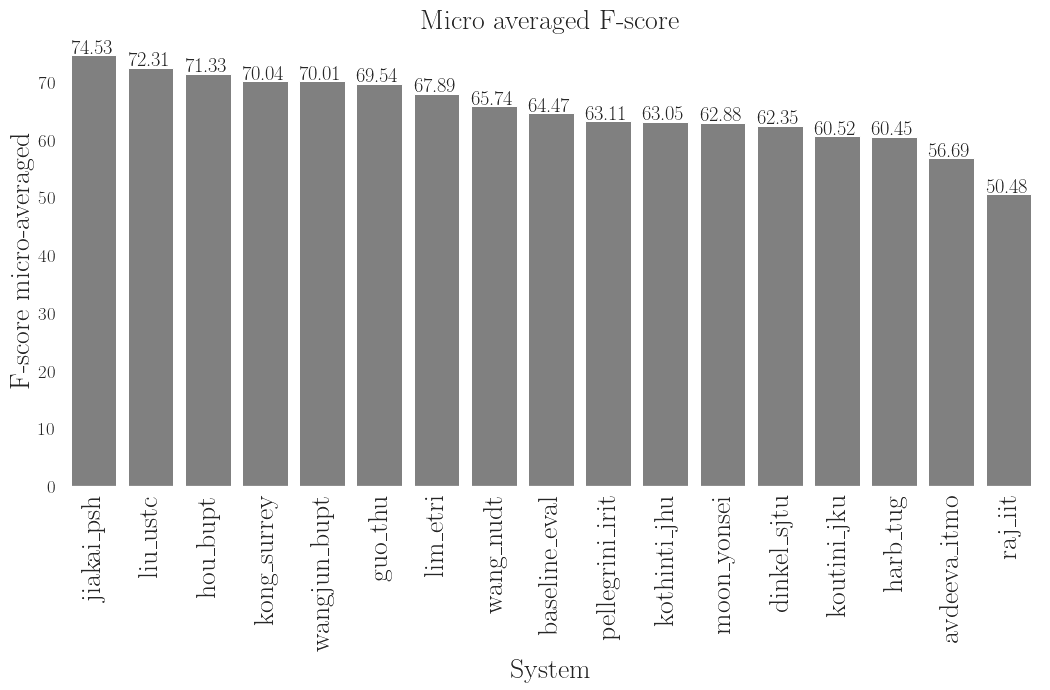 Micro averaged F-score
F-score micro-averaged
70
60
50
40
30
20
10
0
74.53
72.31
71.33
70.04
70.01
69.54
67.89
65.74
64.47
63.11
63.05
62.88
62.35
60.52
60.45
56.69
50.48
jiakai_psh
liu_ustc
hou_bupt
kong_surrey
wangjun_bupt
guo_thu
lim_etri
wang_nudt
baseline_eval
pellegrini_irit
kothinti_jhu
moon_yonsei
dinkel_sjtu
koutini_jku
harb_tug
avdeeva_itmo
raj_iit
System